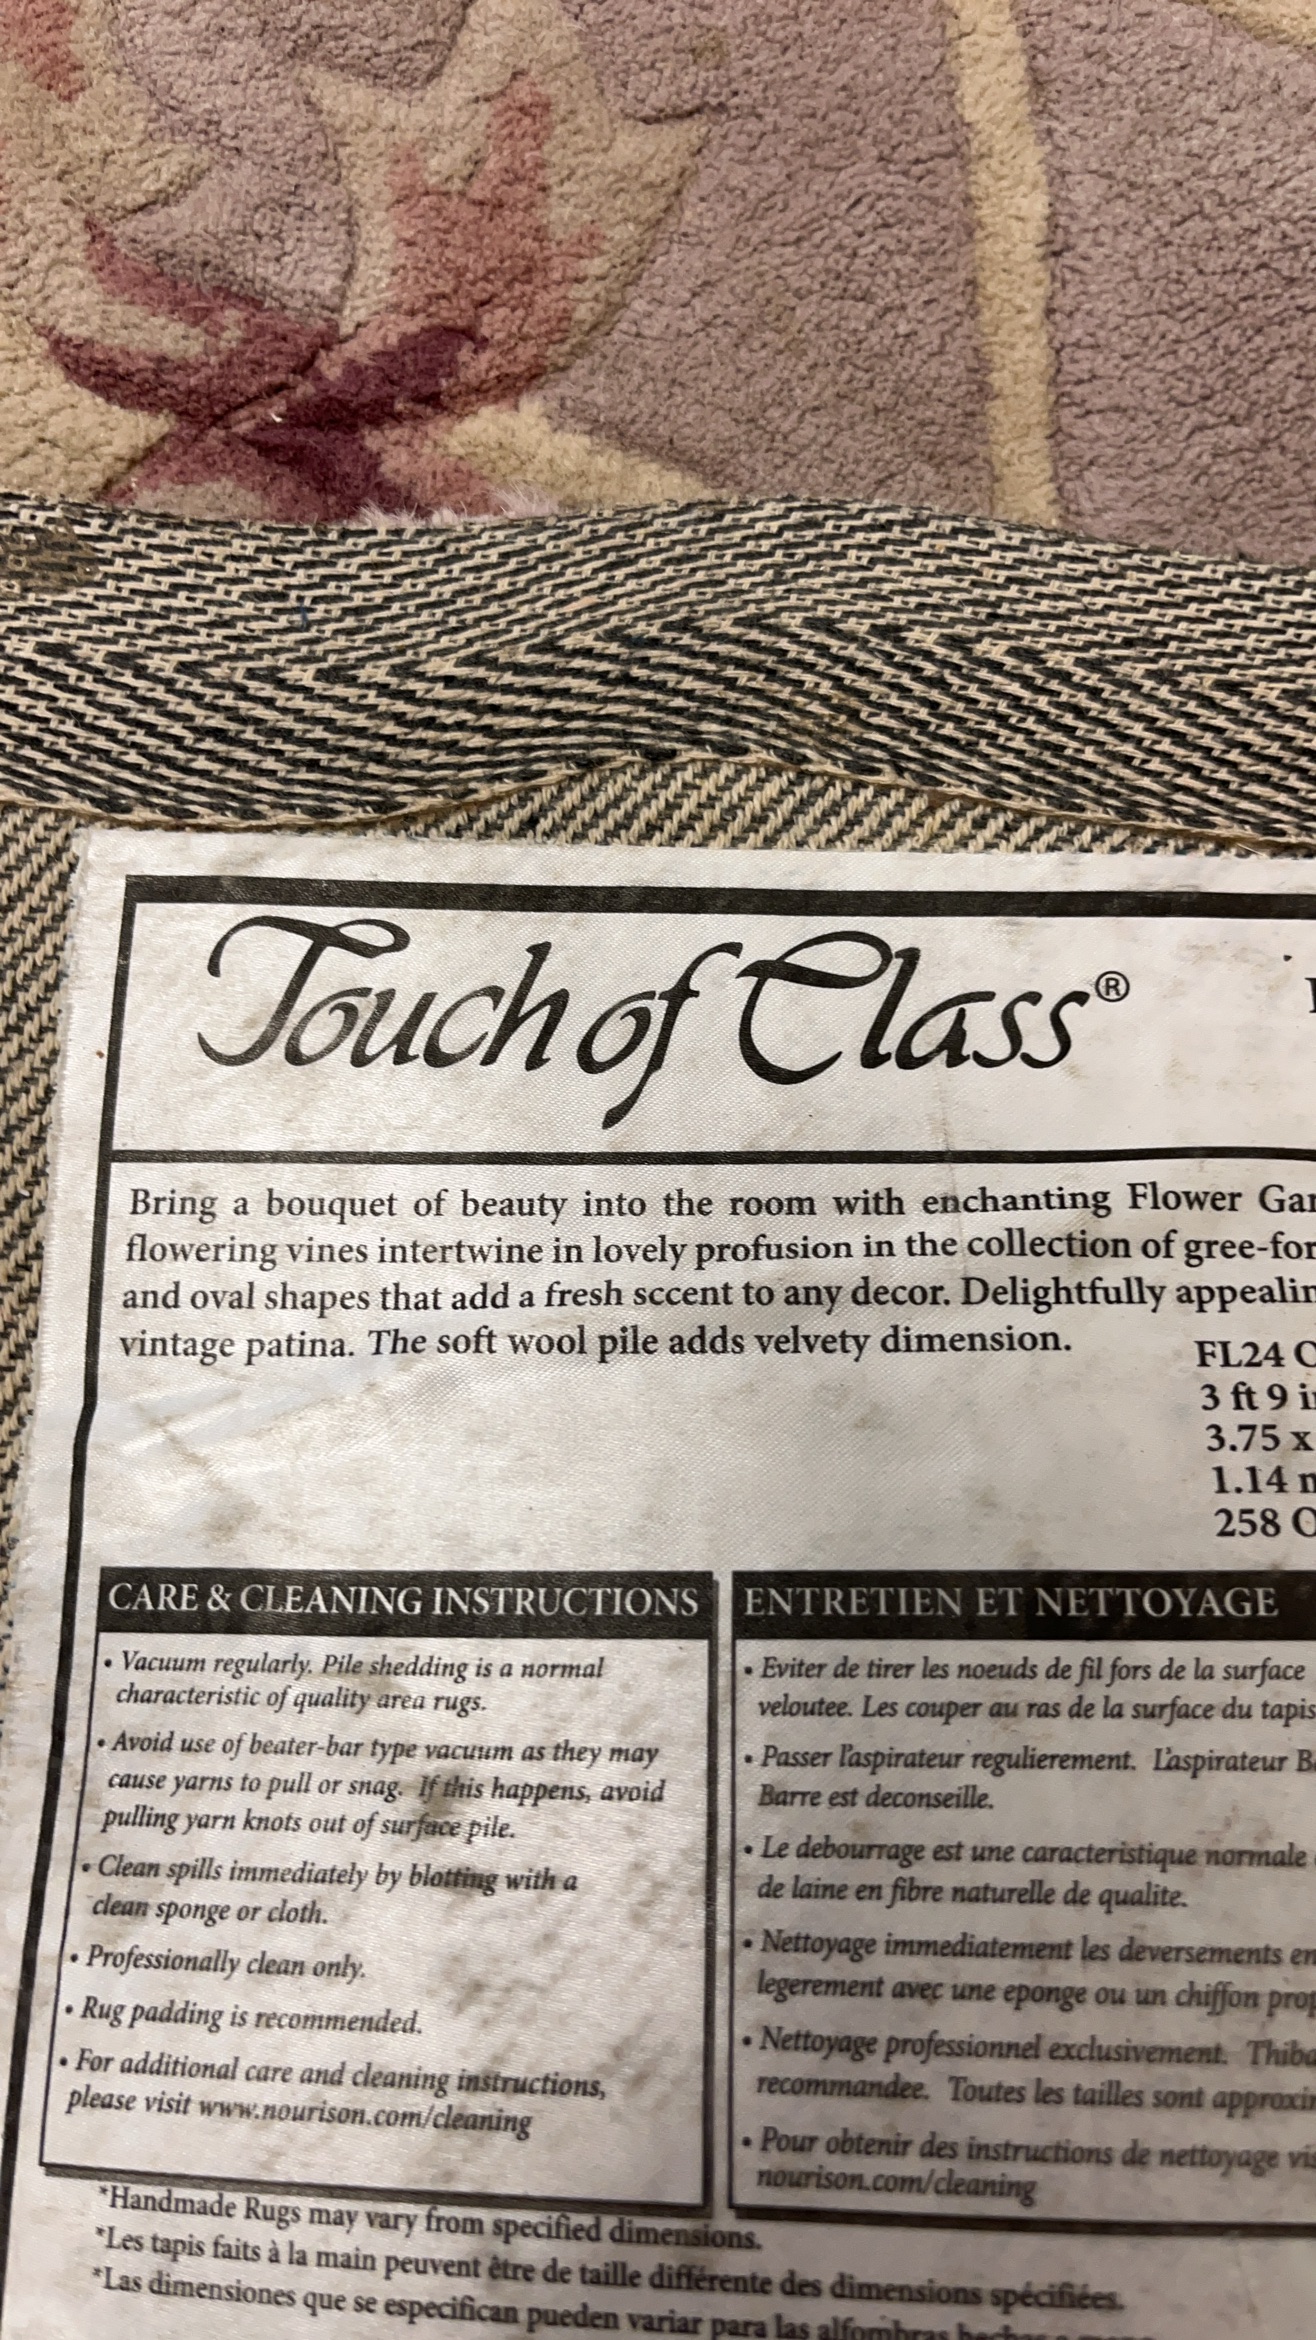 Touch of Class®
Bring a bouquet of beauty into the room with enchanting Flower
flowering vines intertwine in lovely profusion in the collection of gree-for
and oval shapes that add a fresh sccent to any decor. Delightfully
vintage patina. The soft wool pile adds velvety dimension.
FL24
3 ft 9
3.75 x
1.14
258
CARE & CLEANING INSTRUCTIONS
• Vacuum regularly. Pile shedding is a normal
characteristic of quality area rugs.
• Avoid use of beater-bar type vacuum as they may
cause yarns to pull or snag. If this happens, avoid
pulling yarn knots out of surface pile.
• Clean spills immediately by blotting with a
clean sponge or cloth.
• Professionally clean only.
• Rug padding is recommended.
• For additional care and cleaning instructions,
please visit www.nourison.com/cleaning
ENTRETIEN ET NETTOYAGE
• Eviter de tirer les noeuds de fil fors de la surface
veloutee. Les couper au ras de la surface du tapis
• Passer l'aspirateur regulierement. L'aspirateur
Barre est deconseille.
• Le debourrage est une caracteristique normale
de laine en fibre naturelle de qualite.
• Nettoyage immediatement les deversements en
legerement avec une eponge ou un chiffon
• Nettoyage professionnel exclusivement.
recommandee. Toutes les tailles sont
• Pour obtenir des instructions de nettoyage
nourison.com/cleaning
*Handmade Rugs may vary from specified dimensions.
*Les tapis faits à la main peuvent être de taille différente des dimensions spécifiées.
*Las dimensiones que se especifican pueden variar para las alfombras